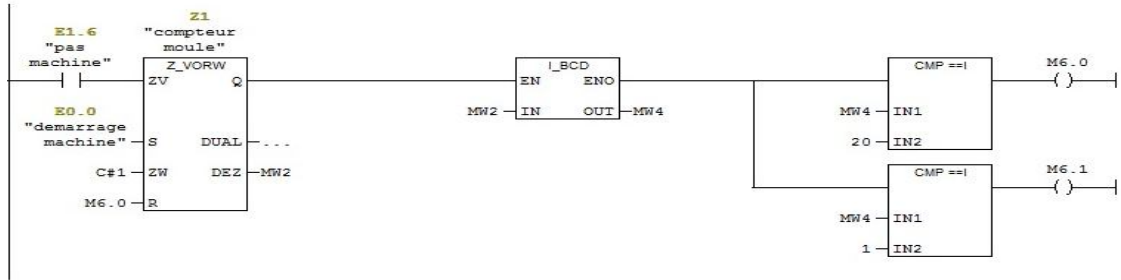 Z1
E1.6
"compteur
"pas
moule"
machine"
Z_VORW
I_BCD
CMP ==I
M6.0
ZV
Q
EN
ENO
E0.0
MW2
IN
OUT
MW4
MW4
IN1
"demarrage
machine"
S
DUAL
...
20
IN2
C#1
ZW
DEZ
MW2
CMP ==I
M6.1
M6.0
R
MW4
IN1
1
IN2